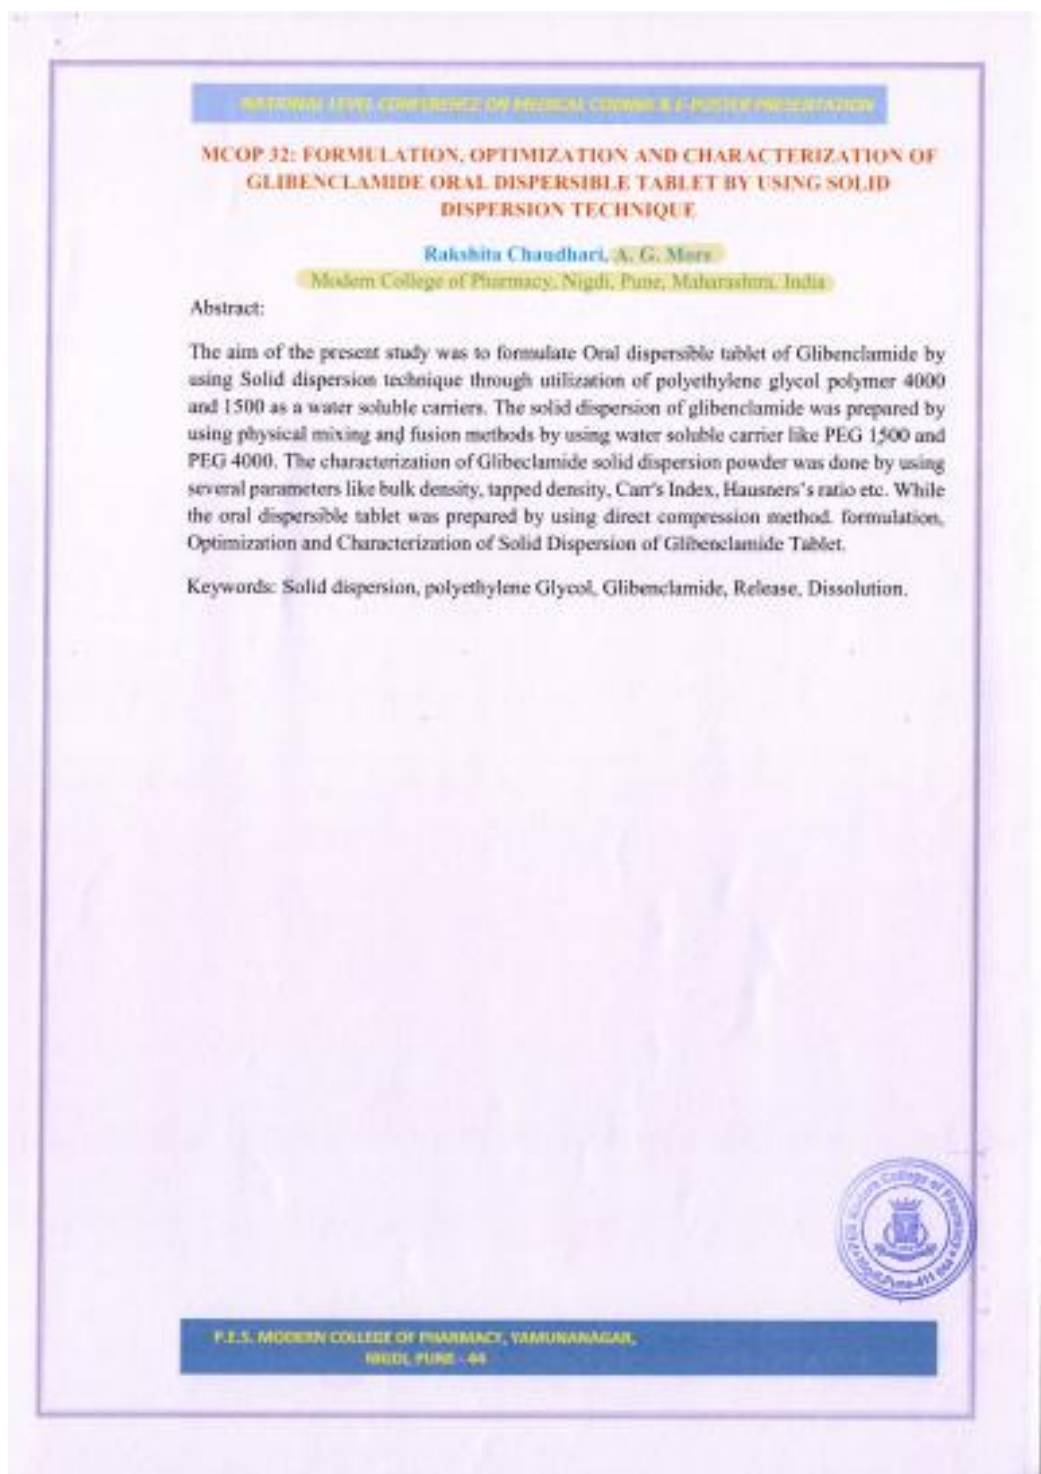 NATIONAL LEVEL CONFERENCE ON MEDICAL CODING & E-POSTER PRESENTATION
MCOP 32: FORMULATION, OPTIMIZATION AND CHARACTERIZATION OF
GLIBENCLAMIDE ORAL DISPERSIBLE TABLET BY USING SOLID
DISPERSION TECHNIQUE
Rakshita Chaudhari, A. G. More
Modern College of Pharmacy, Nigdi, Pune, Maharashtra, India
Abstract:
The aim of the present study was to formulate Oral dispersible tablet of Glibenclamide by
using Solid dispersion technique through utilization of polyethylene glycol polymer 4000
and 1500 as a water soluble carriers. The solid dispersion of glibenclamide was prepared by
using physical mixing and fusion methods by using water soluble carrier like PEG 1500 and
PEG 4000. The characterization of Glibeclamide solid dispersion powder was done by using
several parameters like bulk density, tapped density, Carr's Index, Hausners's ratio etc. While
the oral dispersible tablet was prepared by using direct compression method. formulation,
Optimization and Characterization of Solid Dispersion of Glibenclamide Tablet.
Keywords: Solid dispersion, polyethylene Glycol, Glibenclamide, Release, Dissolution.
Modern College of Pharmacy
Nigdi, Pune-411
P.E.S. MODERN COLLEGE OF PHARMACY, YAMUNANAGAR,
NIGDI, PUNE - 44